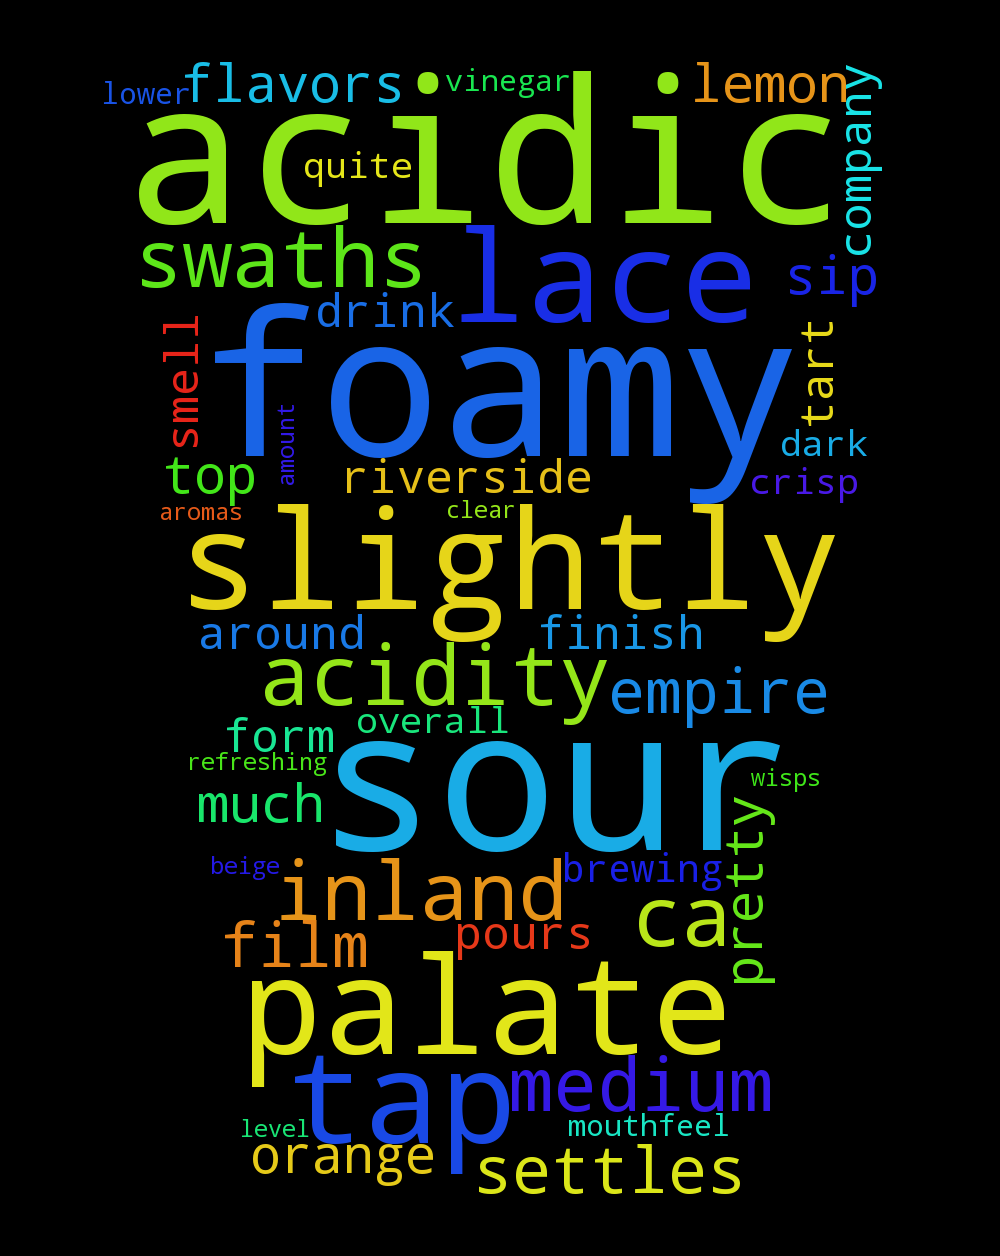 lower flavors vinegar lemon
company
acidic
quite
swaths lace sip
drink
smell foamy tart
amount dark
top riverside crisp
aromas clear
slightly
around finish
acidity empire
form overall
refreshing sour wisps
much pretty
beige inland brewing
ca
film pours
palate
tap medium
level mouthfeel
orange settles